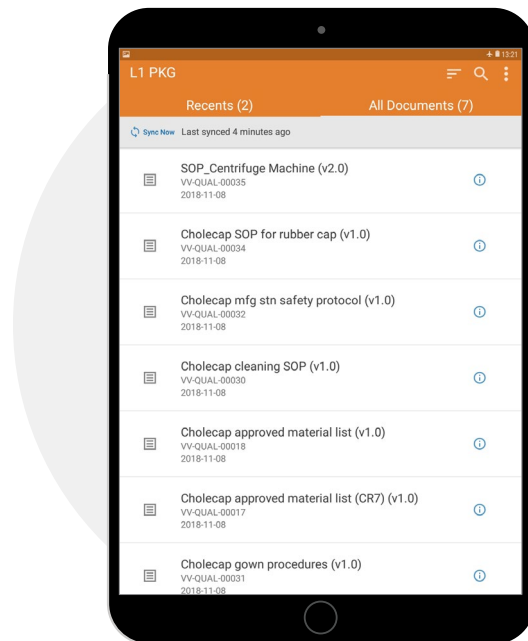 13:21
L1 PKG
Recents (2)
All Documents (7)
Sync Now Last synced 4 minutes ago
SOP_Centrifuge Machine (v2.0)
VV-QUAL-00035
2018-11-08
Cholecap SOP for rubber cap (v1.0)
VV-QUAL-00034
2018-11-08
Cholecap mfg stn safety protocol (v1.0)
VV-QUAL-00032
2018-11-08
Cholecap cleaning SOP (v1.0)
VV-QUAL-00030
2018-11-08
Cholecap approved material list (v1.0)
VV-QUAL-00018
2018-11-08
Cholecap approved material list (CR7) (v1.0)
VV-QUAL-00017
2018-11-08
Cholecap gown procedures (v1.0)
VV-QUAL-00031
2018-11-08